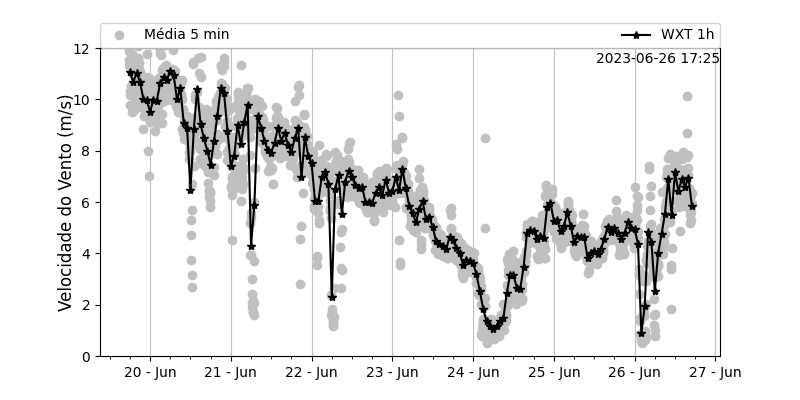 Média 5 min
WXT 1h
2023-06-26 17:25
Velocidade do Vento (m/s)
12
10
8
6
4
2
0
20 - Jun
21 - Jun
22 - Jun
23 - Jun
24 - Jun
25 - Jun
26 - Jun
27 - Jun